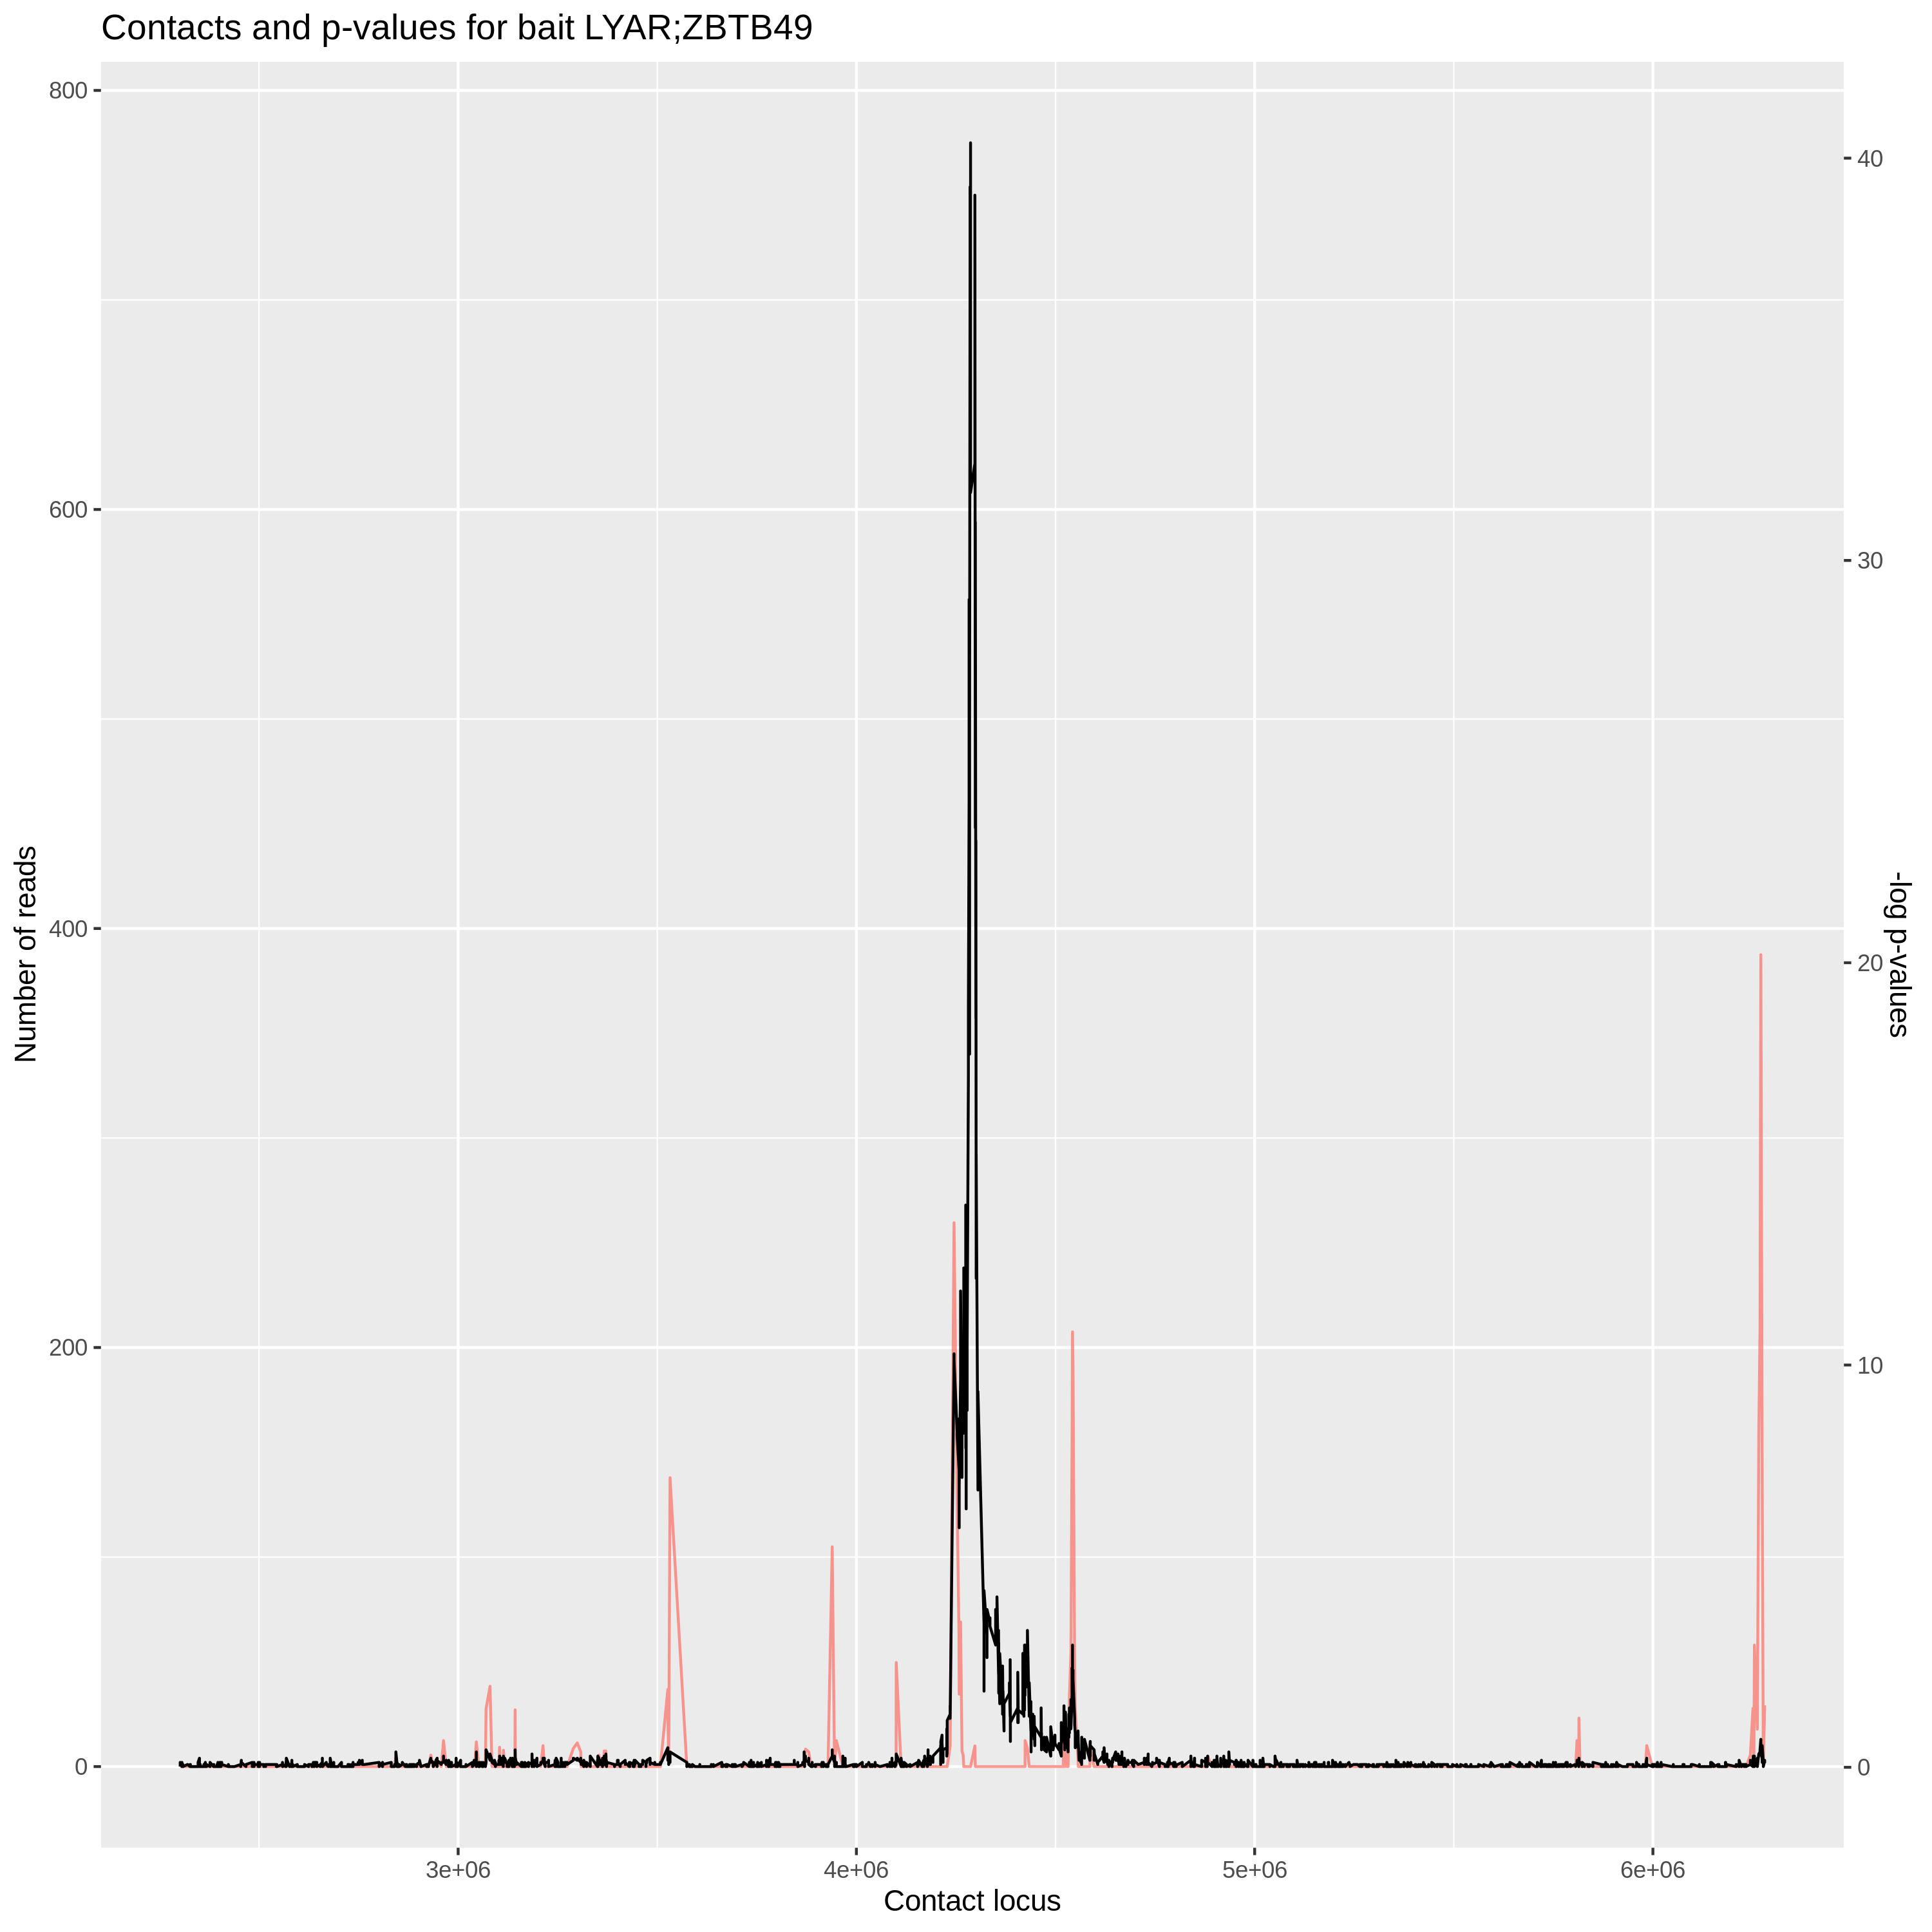 Contacts and p-values for bait LYAR;ZBTB49
800
600
400
200
0
40
30
20
10
0
Number of reads
-log p-values
3e+06
4e+06
5e+06
6e+06
Contact locus